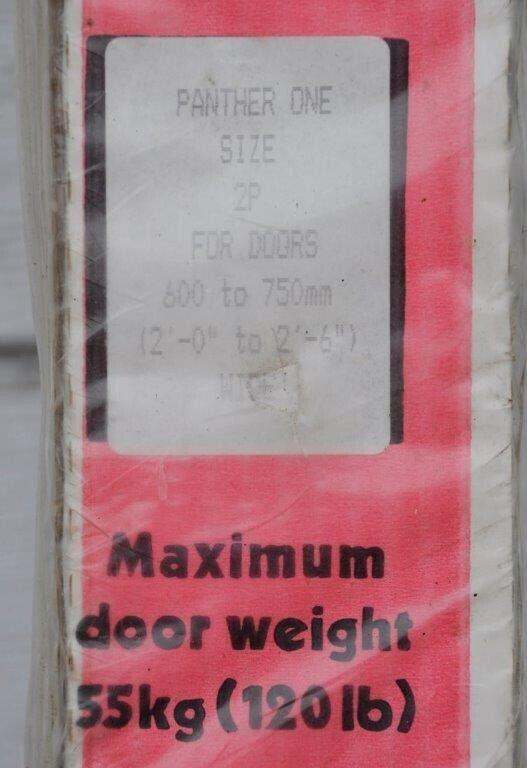 PANTHER ONE
SIZE
2P
FOR DOORS
600 to 750mm
(2'-0" to 2'-6")
WIDE!
Maximum
door weight
55kg (120 lb)